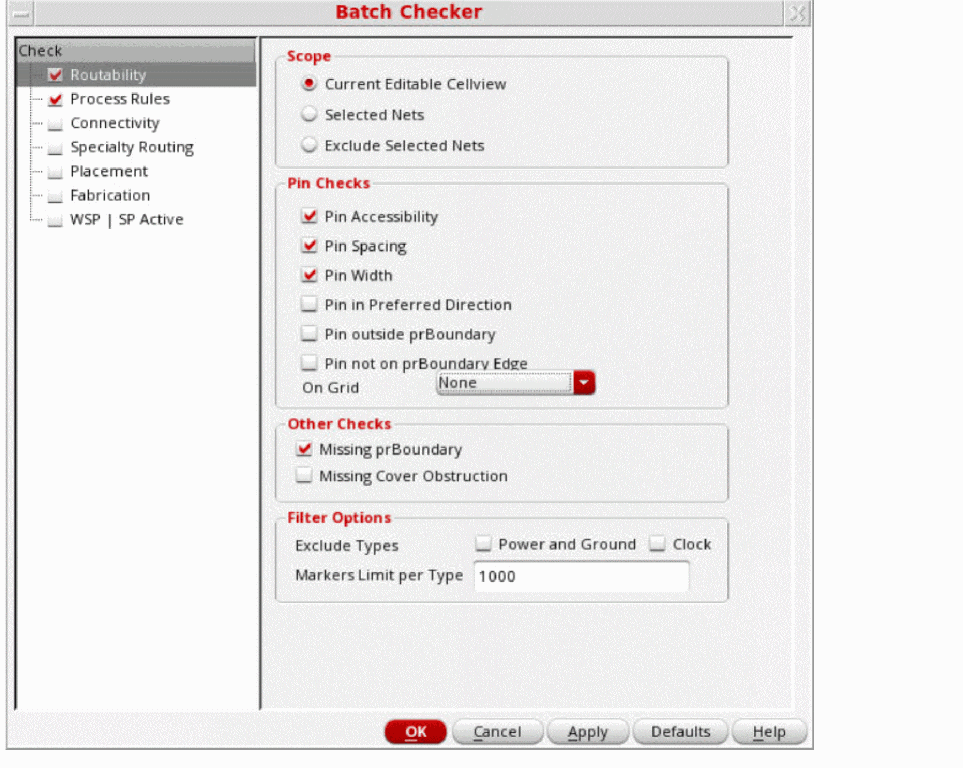 Batch Checker
Check
Routability
Process Rules
Connectivity
Specialty Routing
Placement
Fabrication
WSP | SP Active
Scope
Current Editable Cellview
Selected Nets
Exclude Selected Nets
Pin Checks
Pin Accessibility
Pin Spacing
Pin Width
Pin in Preferred Direction
Pin outside prBoundary
Pin not on prBoundary Edge
On Grid None
Other Checks
Missing prBoundary
Missing Cover Obstruction
Filter Options
Exclude Types Power and Ground Clock
Markers Limit per Type 1000
OK Cancel Apply Defaults Help